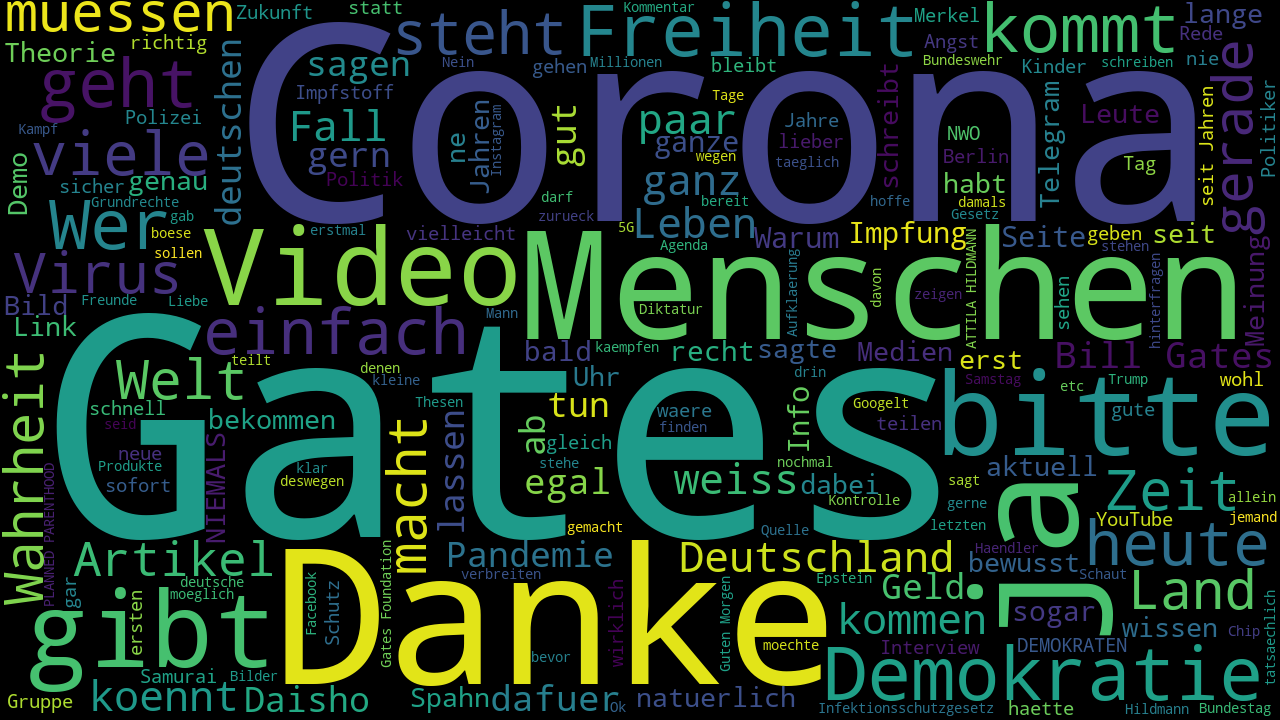 muessen
Zukunft
statt
Kommentar
Merkel
lange
Theorie
richtig
steht
Freiheit
kommt
Rede
Angst
nie
geht
deutschen
sagen
Nein
gehen
Millionen
bleibt
Bundeswehr
Kinder
schreiben
Corona
Impfstoff
Tage
Polizei
Kampf
Fall
ne
Jahren
Instagram
gut
paar
Jahre
schreibt
NWO
Telegram
Leute
seit Jahren
gerade
Politiker
viele
gern
ganze
lieber
wegen
taeglich
Berlin
Tag
Demo
sicher
genau
Politik
ganz
habt
Grundrechte
darf
bereit
hoffe
damals
Wer
gab
boese
zurueck
Leben
Gesetz
sollen
erstmal
vielleicht
5G
Agenda
Warum
Impfung
Seite
geben
seit
stehen
Meinung
Virus
Video
Menschen
Aufklaerung
davon
ATTILA HILDMANN
sehen
hinterfragen
Bild
Freunde
Liebe
Mann
Diktatur
zeigen
Link
einfach
bald
kaempfen
recht
sagte
Medien
erst
Bill Gates
Wahrheit
Welt
teilt
denen
kleine
Uhr
drin
Samstag
etc
Trump
wohl
Gates
schnell
seid
bekommen
Thesen
tun
waere
finden
Info
Googelt
teilen
bitte
gute
neue
NIEMALS
macht
lassen
ab
gleich
Produkte
klar
stehe
nochmal
aktuell
sofort
deswegen
egal
weiss
dabei
Kontrolle
sagt
gerne
Zeit
allein
PLANNED PARENTHOOD
gemacht
Quelle
letzten
YouTube
jemand
ja
Artikel
Pandemie
Deutschland
Haendler
heute
bewusst
Schaut
gar
deutsche
moeglich
Gates Foundation
verbreiten
Epstein
Geld
Land
gibt
ersten
Facebook
Schutz
Danke
wirklich
Guten Morgen
kommen
sogar
wissen
Chip
tatsaechlich
moechte
Interview
DEMOKRATEN
bevor
Samurai
Bilder
Demokratie
Gruppe
koennt
Daisho
Spahn
dafuer
Ok
natuerlich
Infektionsschutzgesetz
haette
Hildmann
Bundestag